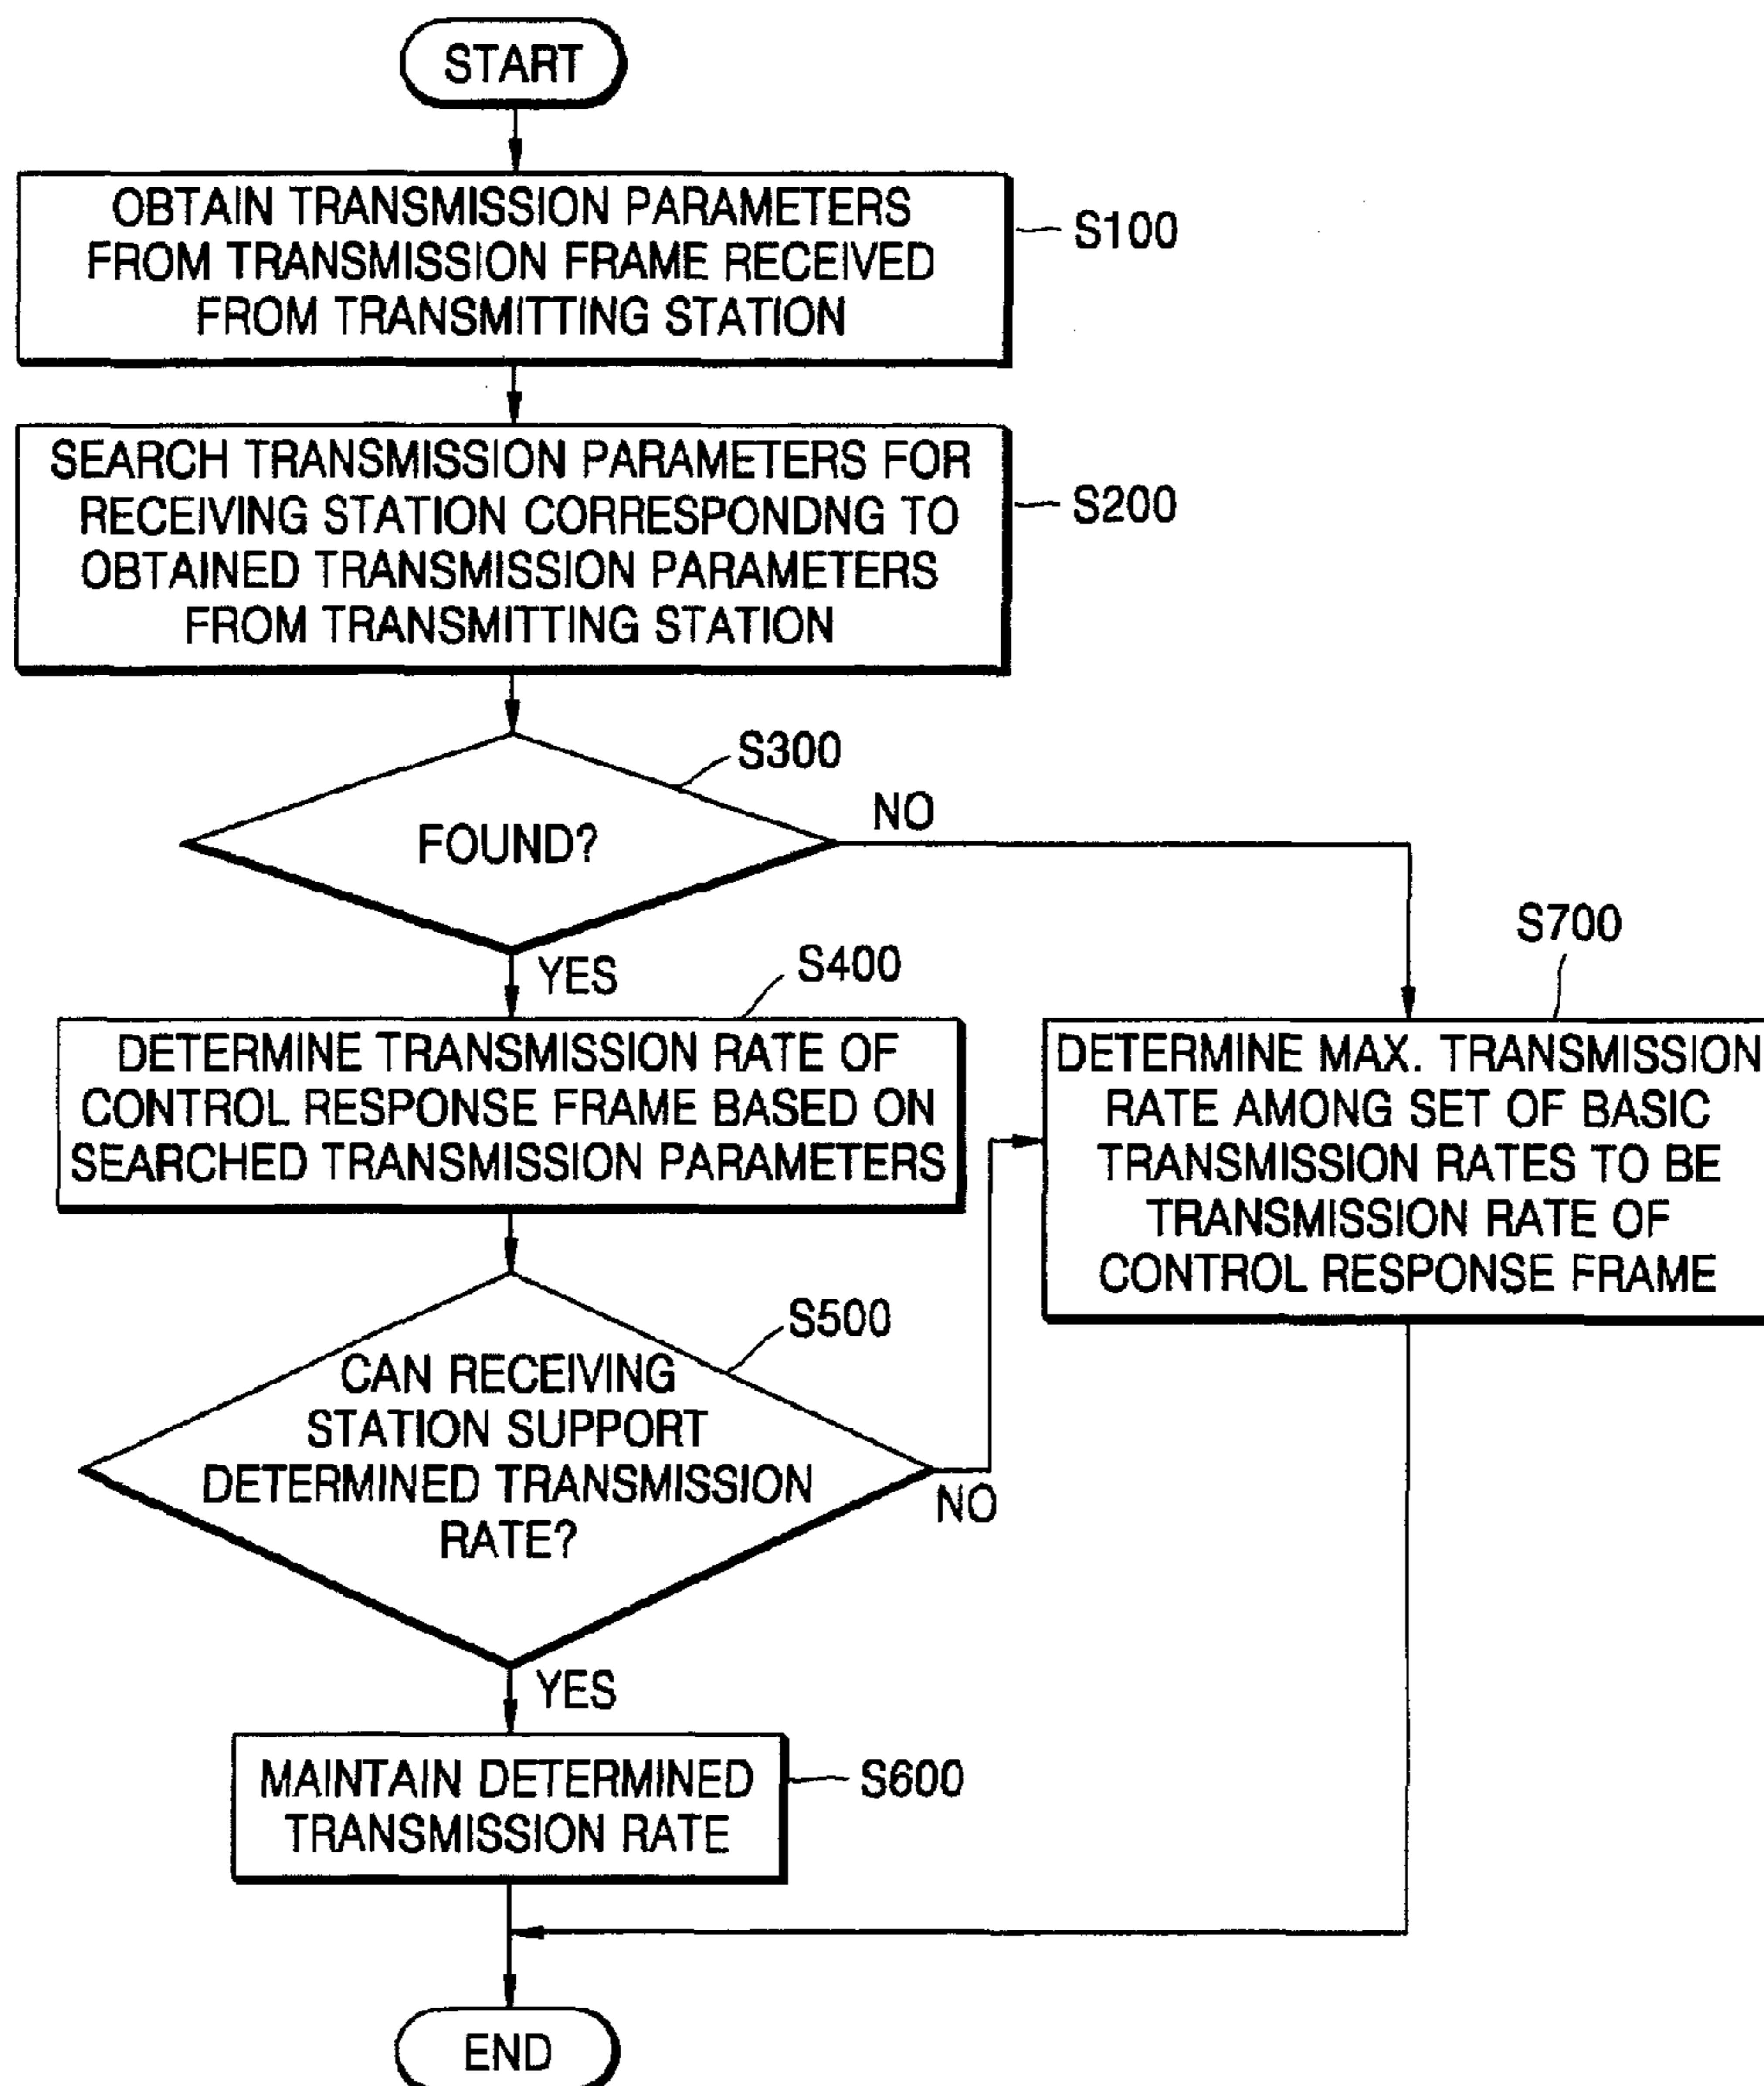 START
OBTAIN TRANSMISSION PARAMETERS
FROM TRANSMISSION FRAME RECEIVED
FROM TRANSMITTING STATION
S100
SEARCH TRANSMISSION PARAMETERS FOR
RECEIVING STATION CORRESPONDNG TO
OBTAINED TRANSMISSION PARAMETERS
FROM TRANSMITTING STATION
S200
S300
FOUND?
NO
YES
S400
DETERMINE TRANSMISSION RATE OF
CONTROL RESPONSE FRAME BASED ON
SEARCHED TRANSMISSION PARAMETERS
S700
DETERMINE MAX. TRANSMISSION
RATE AMONG SET OF BASIC
TRANSMISSION RATES TO BE
TRANSMISSION RATE OF
CONTROL RESPONSE FRAME
S500
CAN RECEIVING
STATION SUPPORT
DETERMINED TRANSMISSION
RATE?
NO
YES
MAINTAIN DETERMINED
TRANSMISSION RATE
S600
END